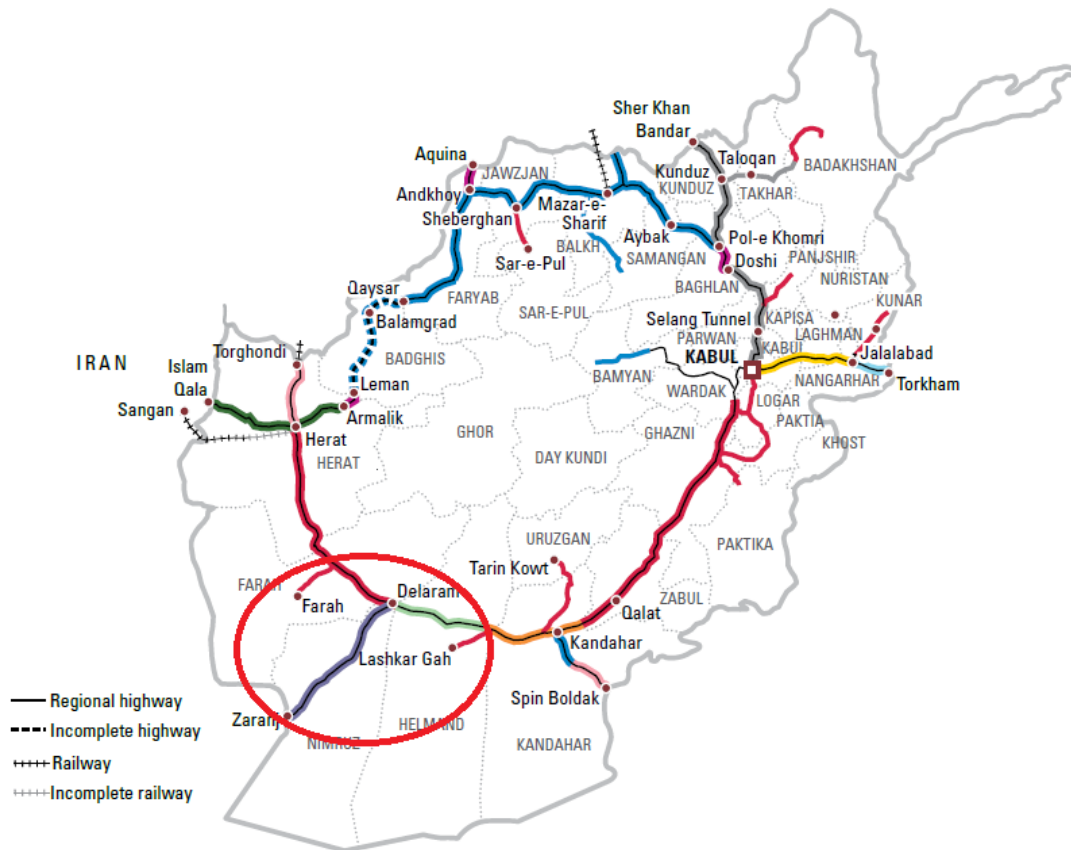 Sher Khan
Bandar
Aquina
Taloqan
BADAKHSHAN
JAWZJAN
Kunduz
KUNDUZ
TAKHAR
Andkhoy
Mazar-e-
Sharif
Sheberghan
BALKH
Aybak
Pol-e Khomri
SAMANGAN
Doshi
PANJSHIR
Sar-e-Pul
BAGHLAN
NURISTAN
Qaysar
FARYAB
KUNAR
SAR-E-PUL
Balamgrad
Selang Tunnel
KAPISA
LAGHMAN
PARWAN
KABUL
KABUL
Torghondi
BADGHIS
IRAN
Jalalabad
Islam
Qala
BAMYAN
NANGARHAR
Torkham
WARDAK
Leman
LOGAR
Sangan
Armalik
PAKTIA
Herat
GHOR
GHAZNI
KHOST
HERAT
DAY KUNDI
URUZGAN
PAKTIKA
Tarin Kowt
FARAH
Delaram
ZABUL
Farah
Qalat
Kandahar
Lashkar Gah
Spin Boldak
Regional highway
Zaranj
HELMAND
Incomplete highway
NIMRUZ
KANDAHAR
Railway
Incomplete railway